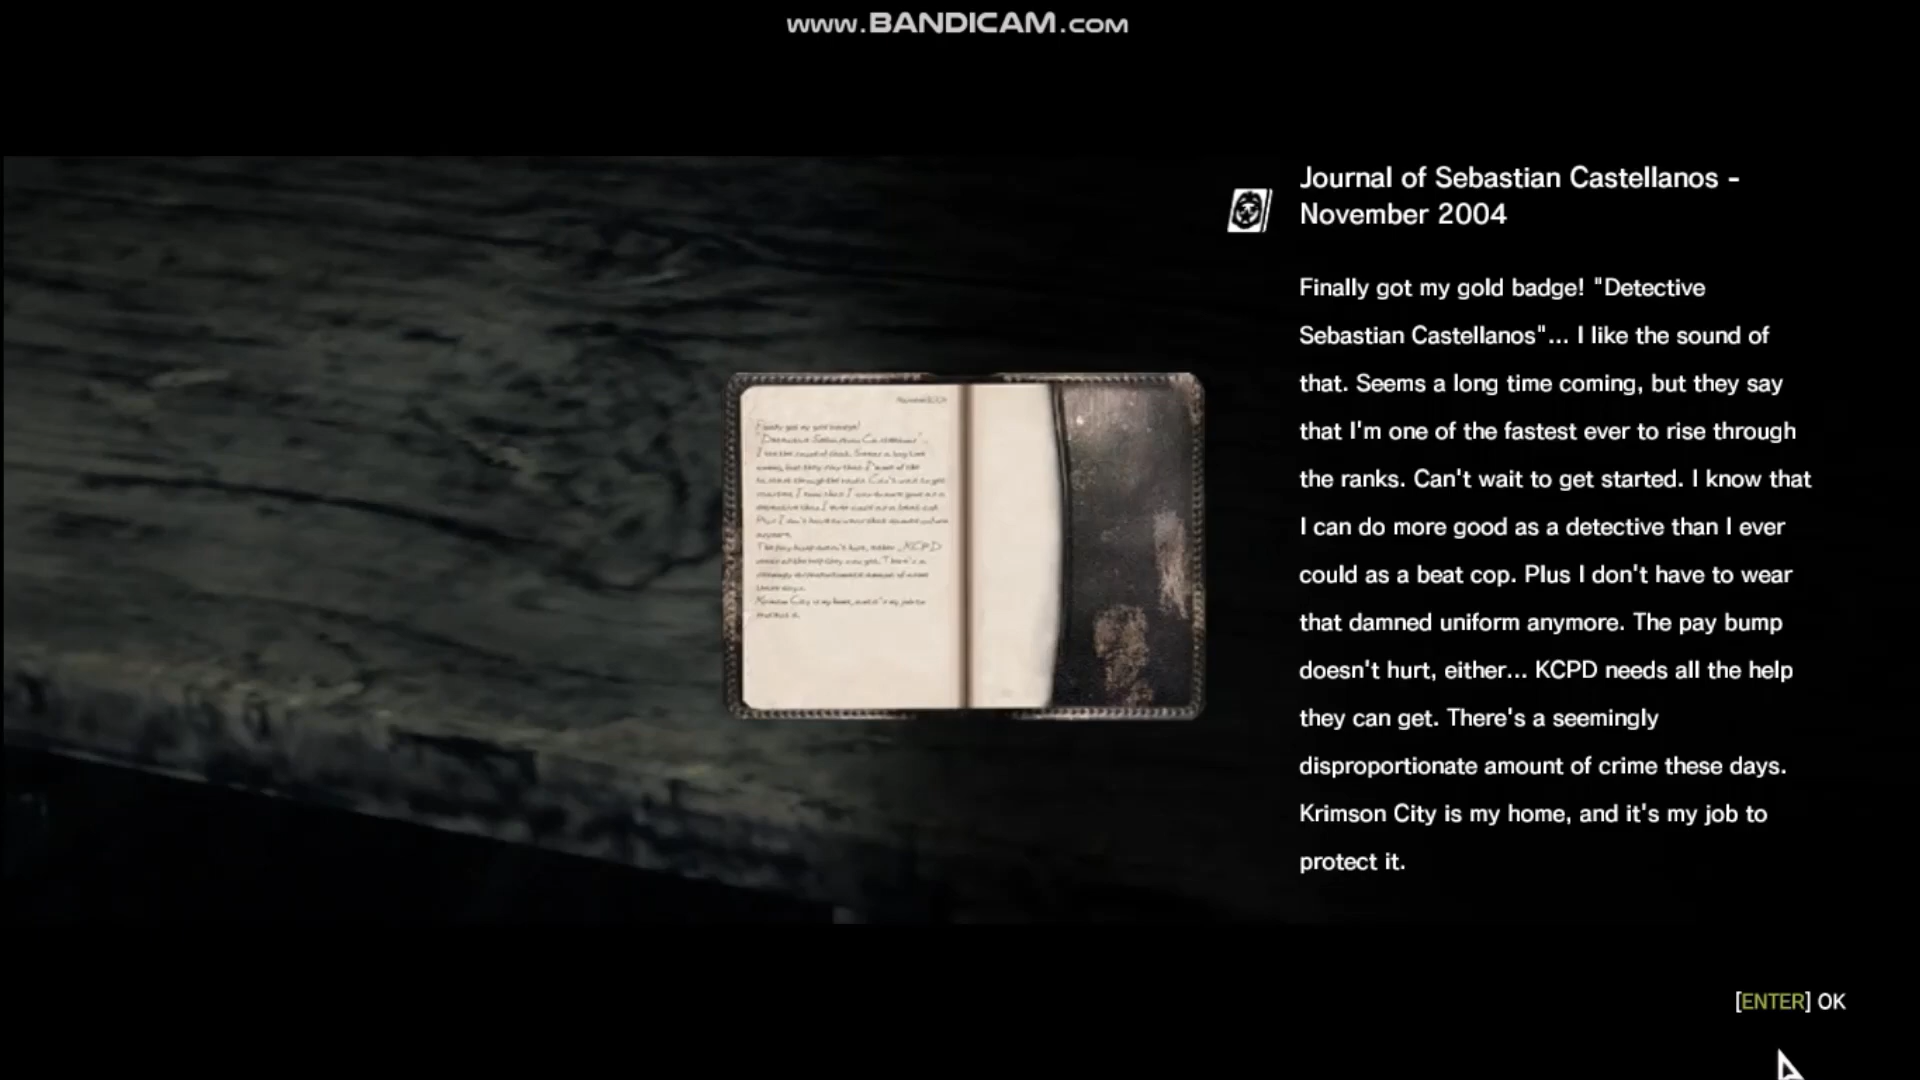 www.BANDICAM.com
Journal of Sebastian Castellanos -
November 2004
Finally got my gold badge! "Detective
Sebastian Castellanos"... I like the sound of
that. Seems a long time coming, but they say
that I'm one of the fastest ever to rise through
the ranks. Can't wait to get started. I know that
I can do more good as a detective than I ever
could as a beat cop. Plus I don't have to wear
that damned uniform anymore. The pay bump
doesn't hurt, either... KCPD needs all the help
they can get. There's a seemingly
disproportionate amount of crime these days.
Krimson City is my home, and it's my job to
protect it.
[ENTER] OK